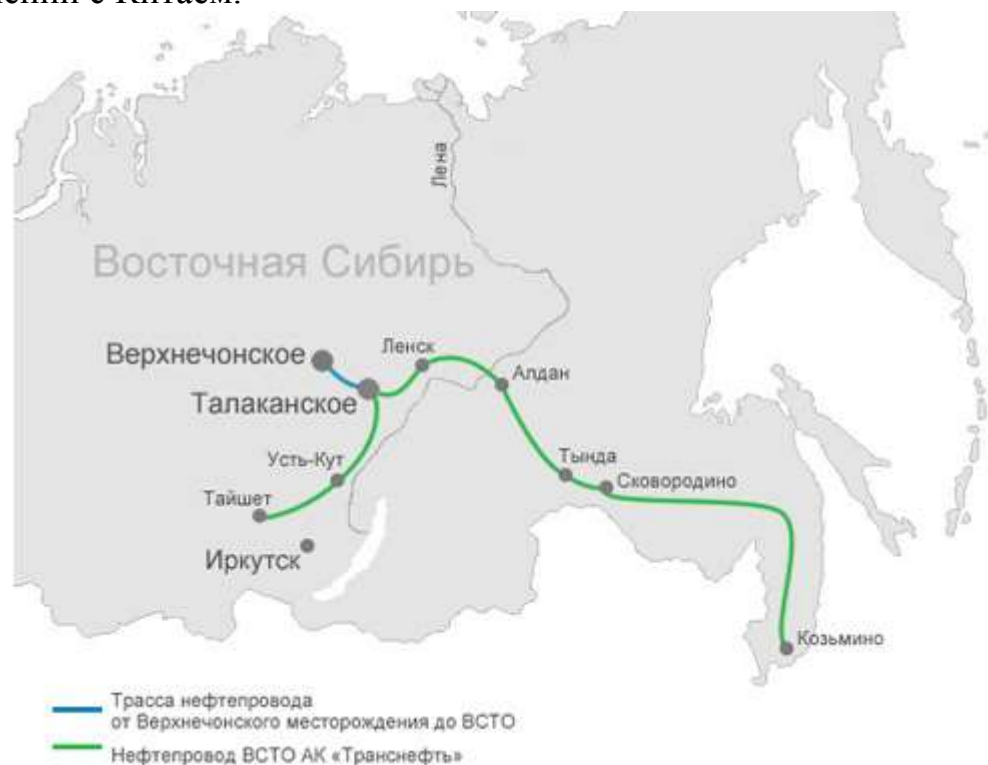 с Китаем.
Лена
Восточная Сибирь
Верхнечонское
Ленск
Алдан
Талаканское
Усть-Кут
Тында
Сковородино
Тайшет
Иркутск
Козьмино
Трасса нефтепровода
от Верхнечонского месторождения до ВСТО
Нефтепровод ВСТО АК «Транснефть»